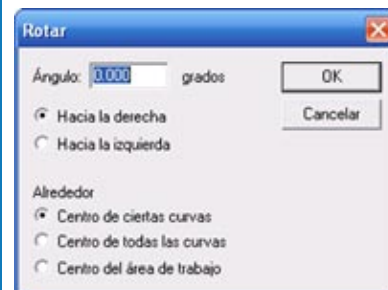 Rotar
Ángulo: 0.000 grados
OK
Hacia la derecha
Cancelar
Hacia la izquierda
Alrededor
Centro de ciertas curvas
Centro de todas las curvas
Centro del área de trabajo